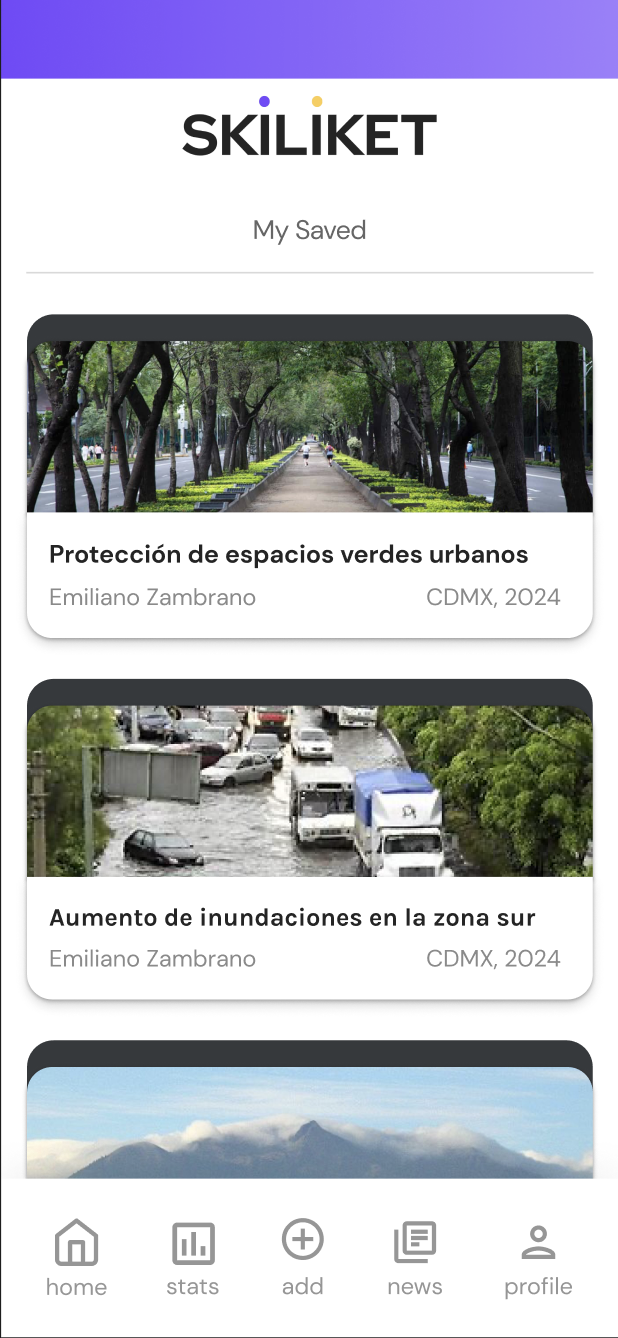 SKILIKET
My Saved
Protección de espacios verdes urbanos
Emiliano Zambrano CDMX, 2024
Aumento de inundaciones en la zona sur
Emiliano Zambrano CDMX, 2024
home stats add news profile